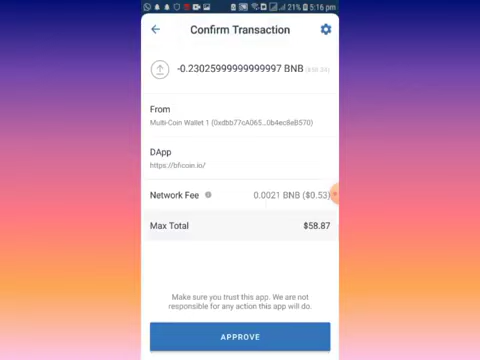 21% 5:16 pm
Confirm Transaction
-0.23025999999999997 BNB
From
Multi-Coin Wallet 1 (0xdbb77cA065...0b4ec8eB570)
DApp
https://bficoin.io/
Network Fee 0.0021 BNB ($0.53)
Max Total $58.87
Make sure you trust this app. We are not
responsible for any action this app will do.
APPROVE